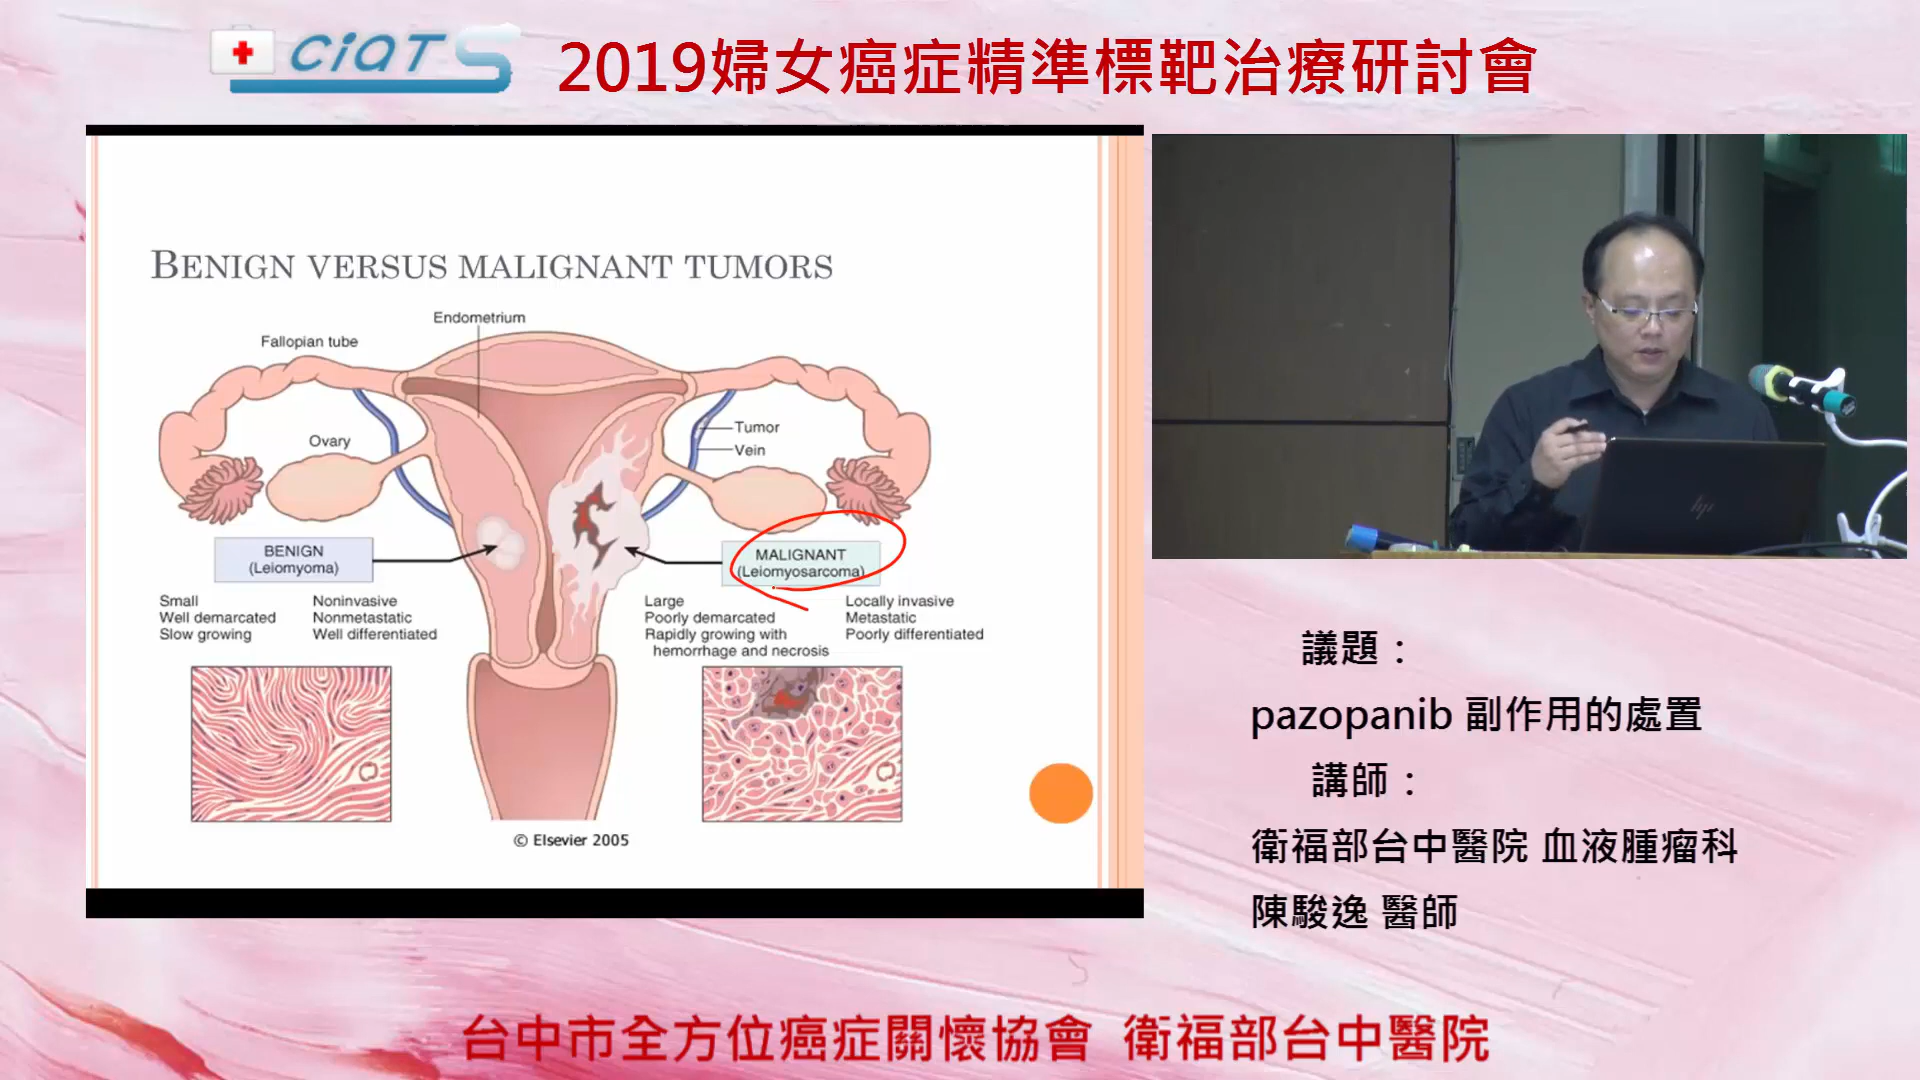 CiATS
2019婦女癌症精準標靶治療研討會
BENIGN VERSUS MALIGNANT TUMORS
Endometrium
Fallopian tube
Ovary
Tumor
Vein
BENIGN
(Leiomyoma)
MALIGNANT
(Leiomyosarcoma)
Small
Well demarcated
Slow growing
Noninvasive
Nonmetastatic
Well differentiated
Large
Poorly demarcated
Rapidly growing with
hemorrhage and necrosis
Locally invasive
Metastatic
Poorly differentiated
© Elsevier 2005
hp
議題：
pazopanib 副作用的處置
講師：
衛福部台中醫院 血液腫瘤科
陳駿逸 醫師
台中市全方位癌症關懷協會 衛福部台中醫院